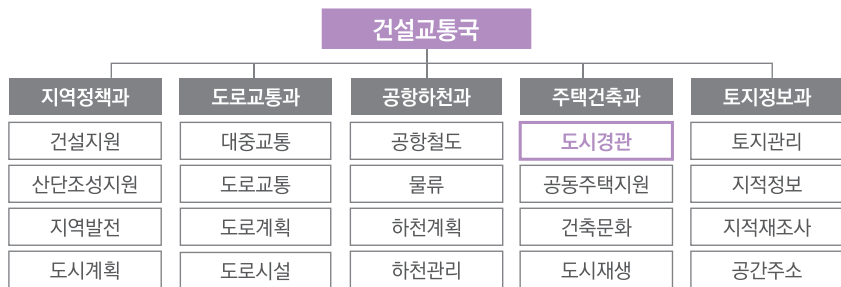 건설교통국
지역정책과 도로교통과 공항하천과 주택건축과 토지정보과
건설지원 대중교통 공항철도 도시경관 토지관리
산단조성지원 도로교통 물류 공동주택지원 지적정보
지역발전 도로계획 하천계획 건축문화 지적재조사
도시계획 도로시설 하천관리 도시재생 공간주소